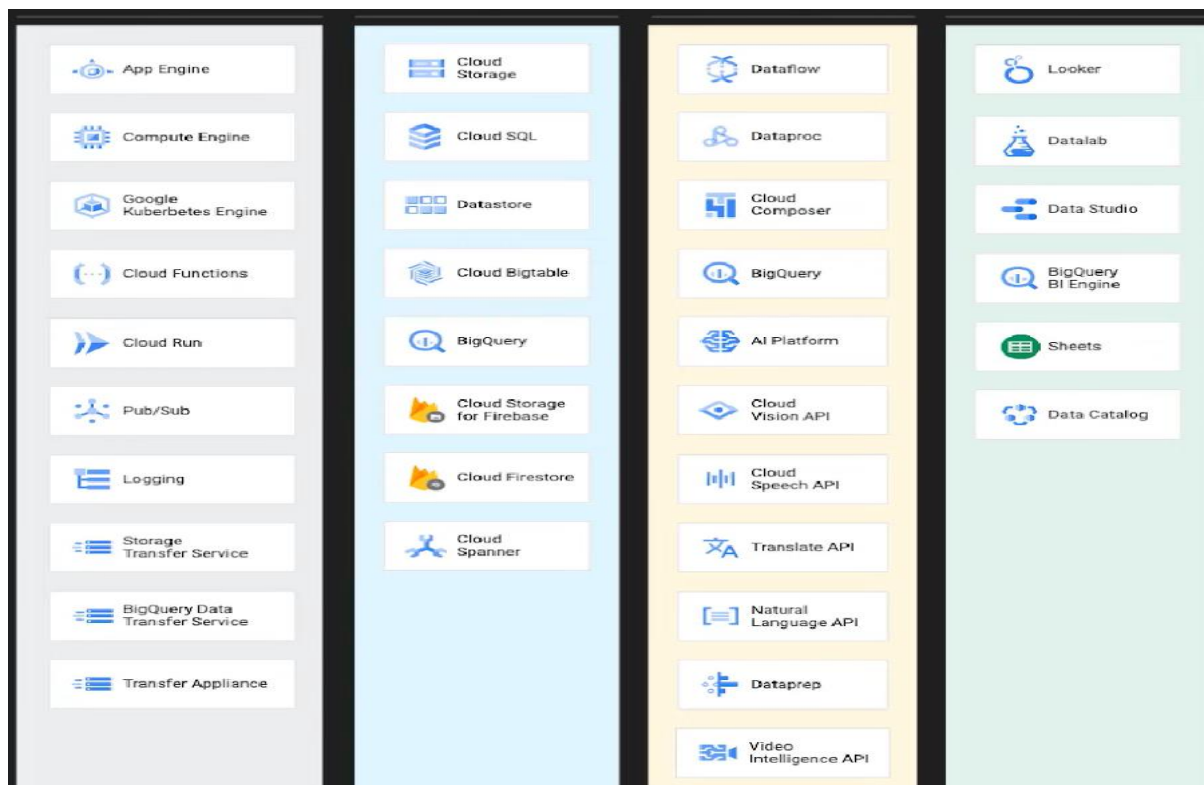 App Engine
Compute Engine
Google
Kuberbetes Engine
Cloud Functions
Cloud Run
Pub/Sub
Logging
Storage
Transfer Service
BigQuery Data
Transfer Service
Transfer Appliance
Cloud
Storage
Cloud SQL
Datastore
Cloud Bigtable
BigQuery
Cloud Storage
for Firebase
Cloud Firestore
Cloud
Spanner
Dataflow
Dataproc
Cloud
Composer
BigQuery
AI Platform
Cloud
Vision API
Cloud
Speech API
Translate API
Natural
Language API
Dataprep
Video
Intelligence API
Looker
Datalab
Data Studio
BigQuery
BI Engine
Sheets
Data Catalog